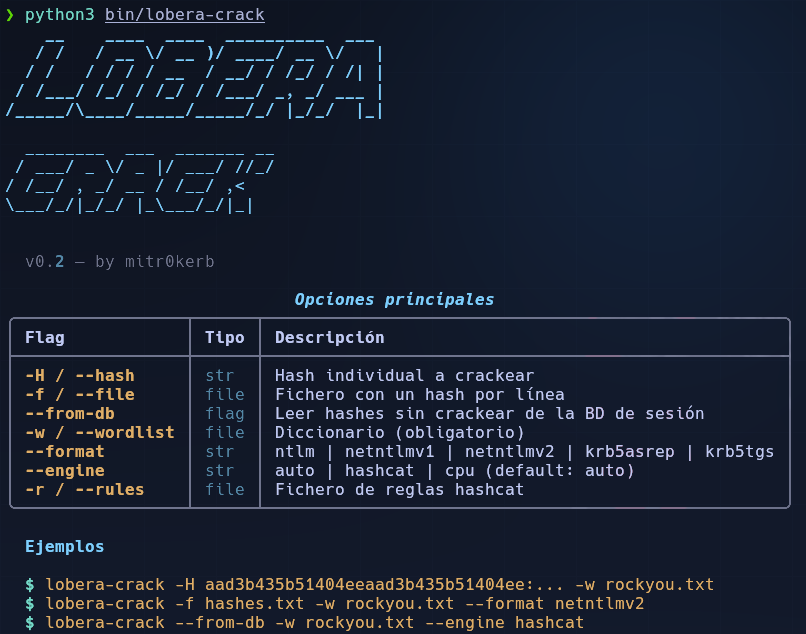 ❯ python3 bin/lobera-crack
LOBERA
CRACK
v0.2 — by mitr0kerb
Opciones principales
Flag Tipo Descripción
-H / --hash str Hash individual a crackear
-f / --file file Fichero con un hash por línea
--from-db flag Leer hashes sin crackear de la BD de sesión
-w / --wordlist file Diccionario (obligatorio)
--format str ntlm | netntlmv1 | netntlmv2 | krb5asrep | krb5tgs
--engine str auto | hashcat | cpu (default: auto)
-r / --rules file Fichero de reglas hashcat
Ejemplos
$ lobera-crack -H aad3b435b51404eeaad3b435b51404ee:... -w rockyou.txt
$ lobera-crack -f hashes.txt -w rockyou.txt --format netntlmv2
$ lobera-crack --from-db -w rockyou.txt --engine hashcat